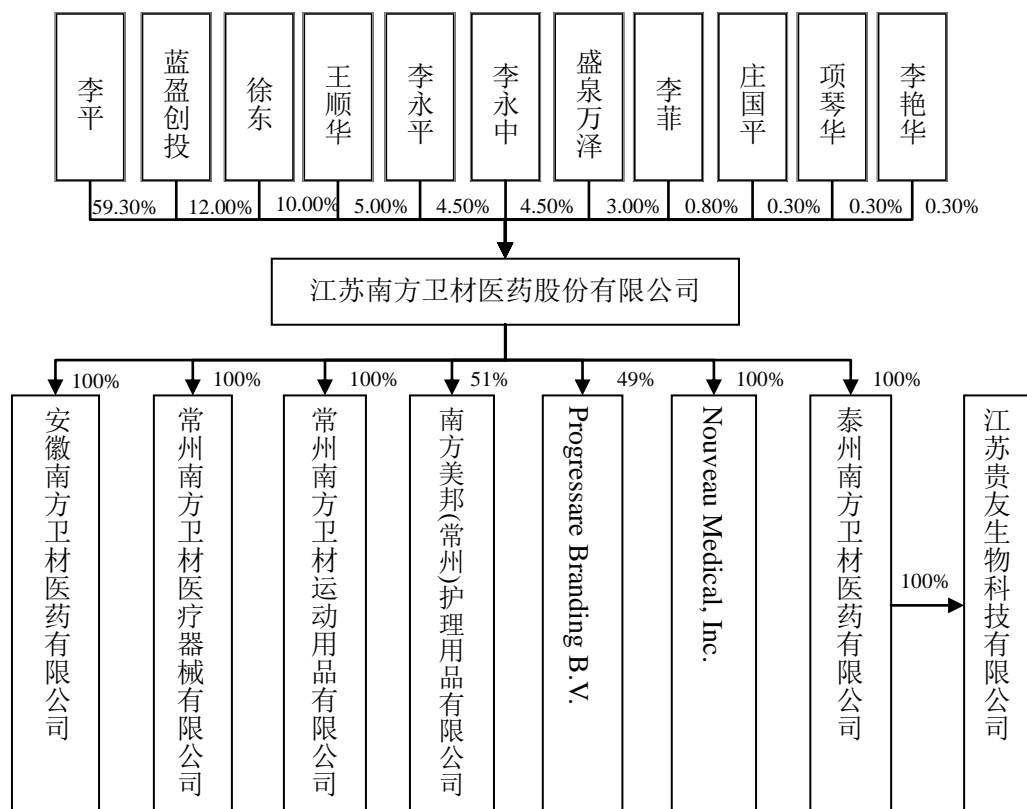 李平
蓝盈创投
徐东
王顺华
李永平
李永中
盛泉万泽
李菲
庄国平
项琴华
李艳华
59.30%
12.00%
10.00%
5.00%
4.50%
4.50%
3.00%
0.80%
0.30%
0.30%
0.30%
江苏南方卫材医药股份有限公司
100%
100%
100%
51%
49%
100%
100%
安徽南方卫材医药有限公司
常州南方卫材医疗器械有限公司
常州南方卫材运动用品有限公司
南方美邦(常州)护理用品有限公司
Progressare Branding B.V.
Nouveau Medical, Inc.
泰州南方卫材医药有限公司
100%
江苏贵友生物科技有限公司